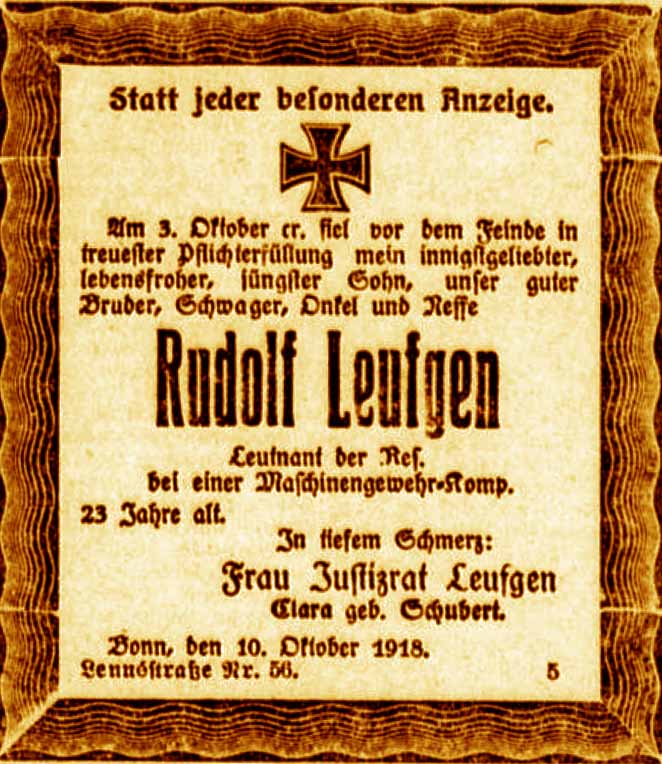 Statt jeder besonderen Anzeige.
Am 3. Oktober cr. fiel vor dem Feinde in
treuester Pflichterfüllung mein innigstgeliebter,
lebensfroher, jüngster Sohn, unser guter
Bruder, Schwager, Onkel und Neffe
Rudolf Leufgen
Leutnant der Res.
bei einer Maschinengewehr-Komp.
23 Jahre alt.
In tiefem Schmerz:
Frau Justizrat Leufgen
Clara geb. Schubert.
Bonn, den 10. Oktober 1918.
Lennéstraße Nr. 56.
5